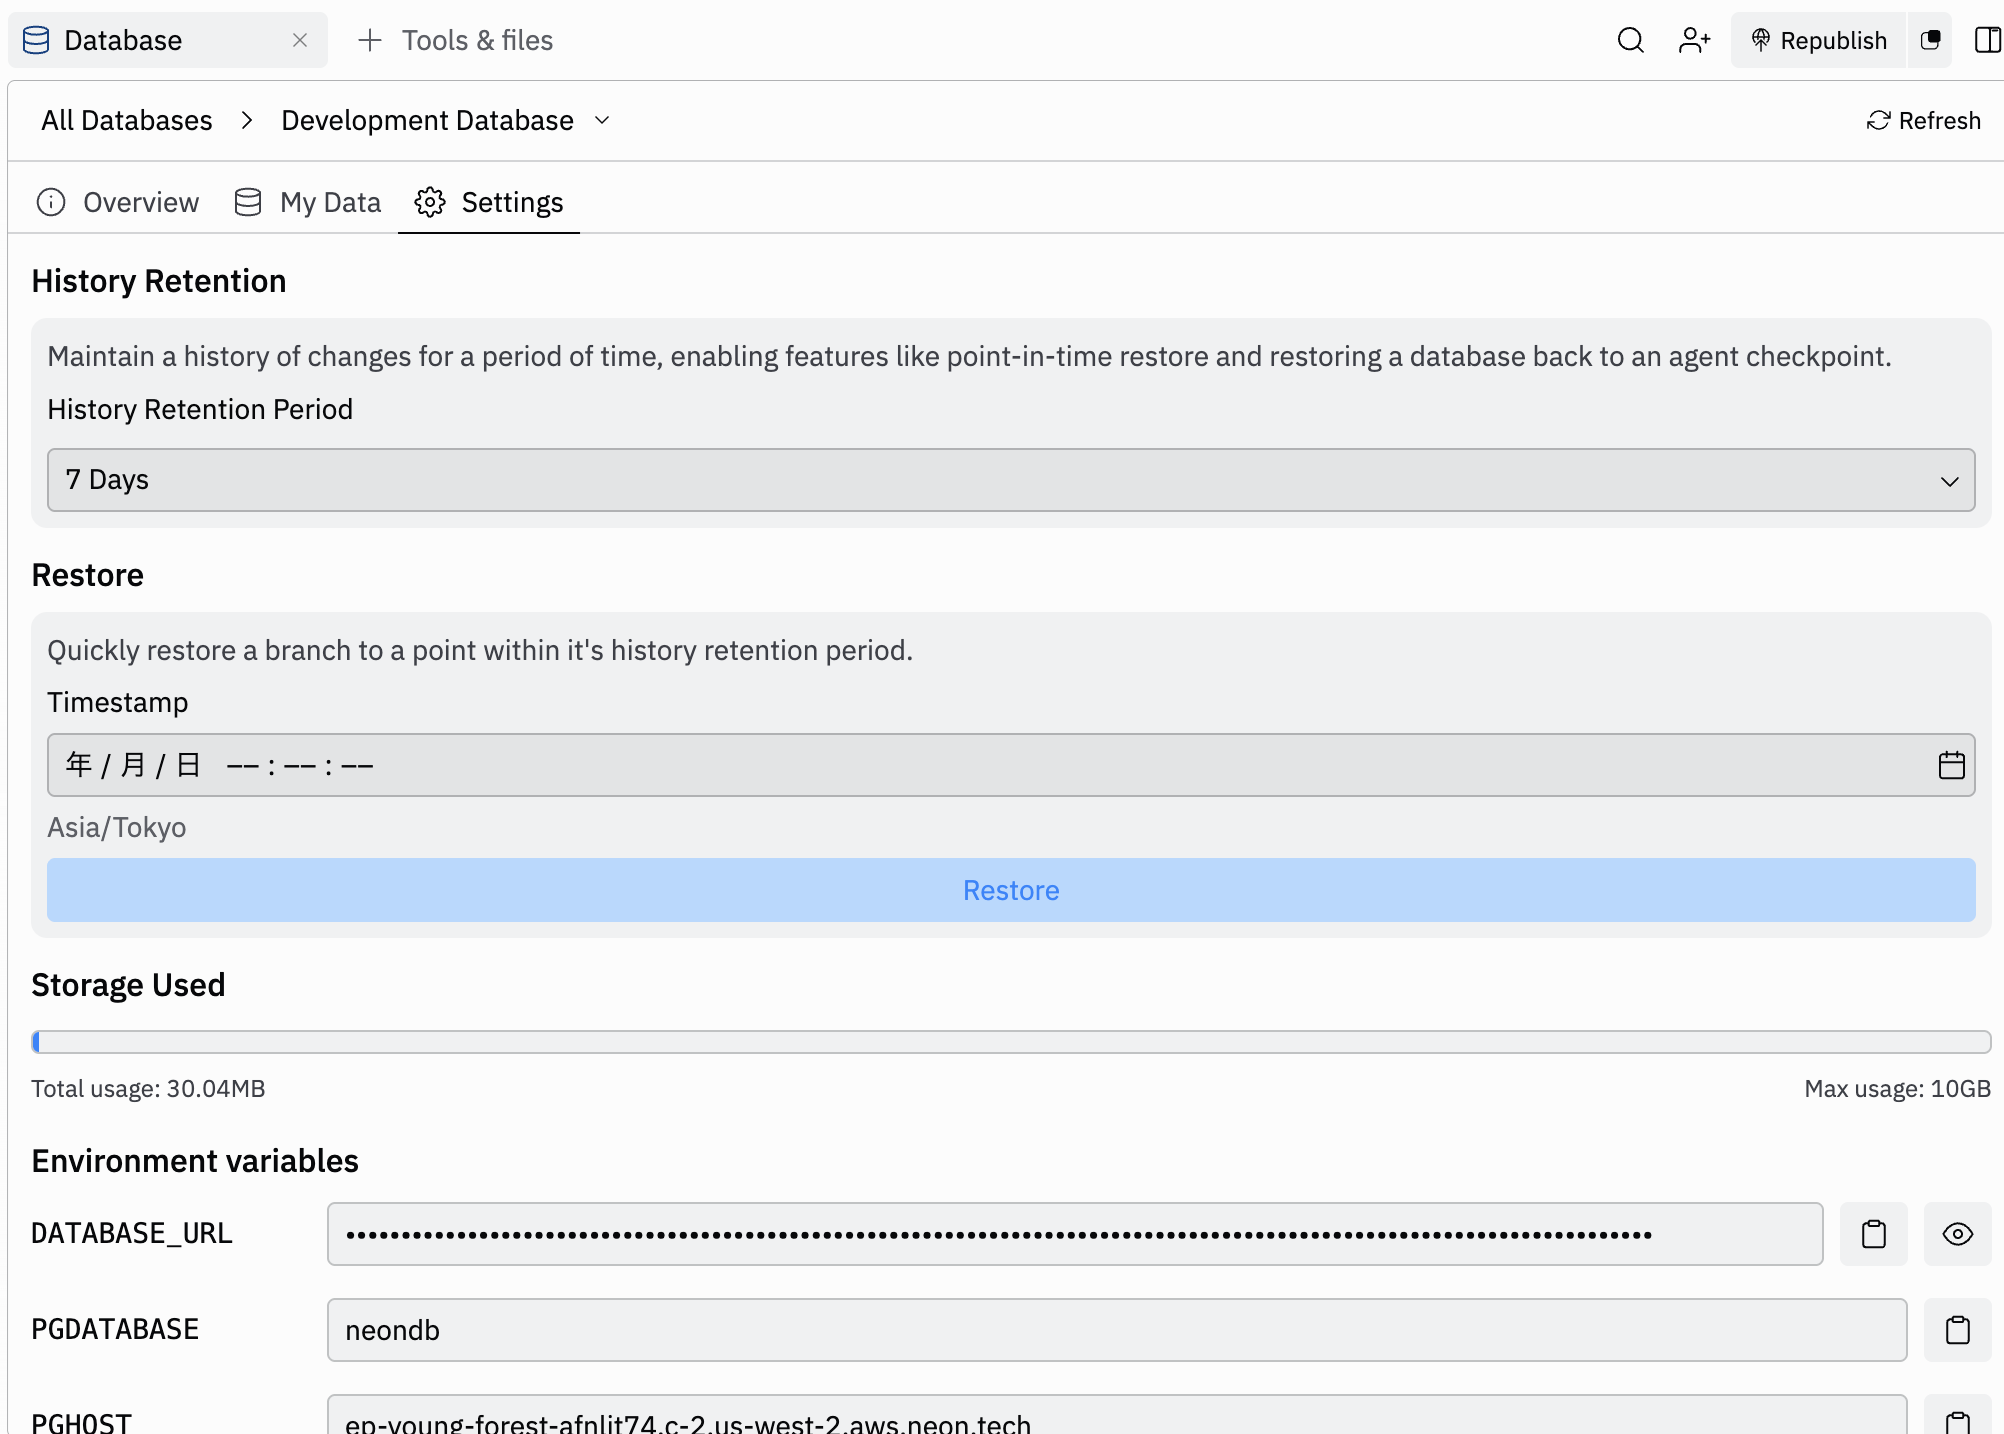 Database
Tools & files
Republish
All Databases > Development Database
Refresh
Overview
My Data
Settings
History Retention
Maintain a history of changes for a period of time, enabling features like point-in-time restore and restoring a database back to an agent checkpoint.
History Retention Period
7 Days
Restore
Quickly restore a branch to a point within it's history retention period.
Timestamp
年 / 月 / 日 -- : -- : --
Asia/Tokyo
Restore
Storage Used
Total usage: 30.04MB
Max usage: 10GB
Environment variables
DATABASE_URL
PGDATABASE
neondb
PGHOST
ep-young-forest-afnlit74.c-2.us-west-2.aws.neon.tech